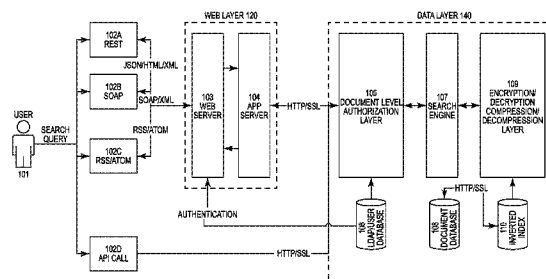 WEB LAYER 120
DATA LAYER 140
102A
REST
JSON/HTML/XML
102B
SOAP
SOAP/XML
RSS/ATOM
102C
RSS/ATOM
USER
101
SEARCH
QUERY
103
WEB
SERVER
104
APP
SERVER
HTTP/SSL
105
DOCUMENT LEVEL
AUTHORIZATION
LAYER
107
SEARCH
ENGINE
109
ENCRYPTION/
DECRYPTION
COMPRESSION/
DECOMPRESSION
LAYER
HTTP/SSL
AUTHENTICATION
LDAP/USER
DATABASE
108
DOCUMENT
DATABASE
110
INVERTED
INDEX
102D
API CALL
HTTP/SSL